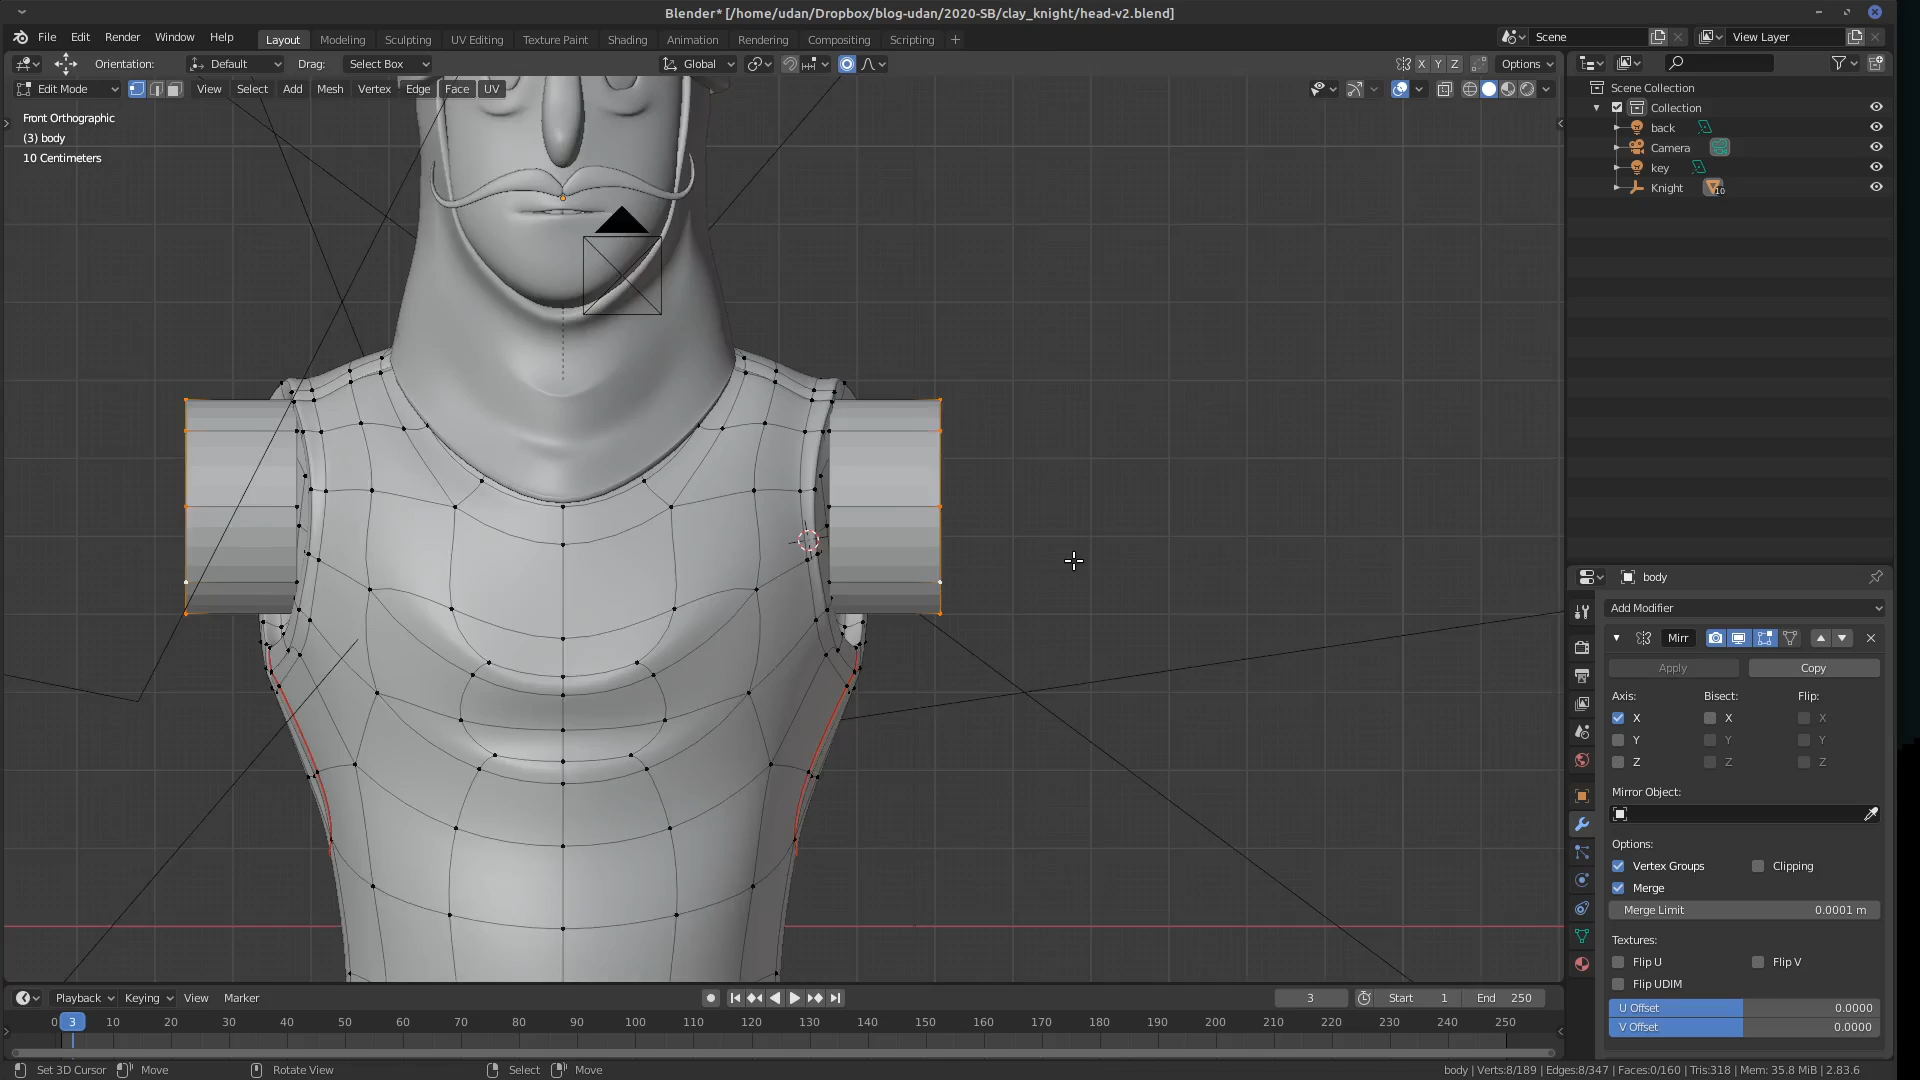 Blender* [/home/udan/Dropbox/blog-udan/2020-SB/clay_knight/head-v2.blend]
File Edit Render Window Help Layout Modeling Sculpting UV Editing Texture Paint Shading Animation Rendering Compositing Scripting + Scene View Layer
Orientation: Default Drag: Select Box Global X Y Z Options
Edit Mode View Select Add Mesh Vertex Edge Face UV
Front Orthographic
(3) body
10 Centimeters
Scene Collection
Collection
back
Camera
key
Knight 10
body
Add Modifier
Mirr
Apply Copy
Axis: Bisect: Flip:
X X X
Y Y Y
Z Z Z
Mirror Object:
Options:
Vertex Groups Clipping
Merge
Merge Limit 0.0001 m
Textures:
Flip U Flip V
Flip UDIM
U Offset 0.0000
V Offset 0.0000
Playback Keying View Marker 3 Start 1 End 250
0 3 10 20 30 40 50 60 70 80 90 100 110 120 130 140 150 160 170 180 190 200 210 220 230 240 250
Set 3D Cursor Move Rotate View Select Move body | Verts:8/189 | Edges:8/347 | Faces:0/160 | Tris:318 | Mem: 35.8 MiB | 2.83.6